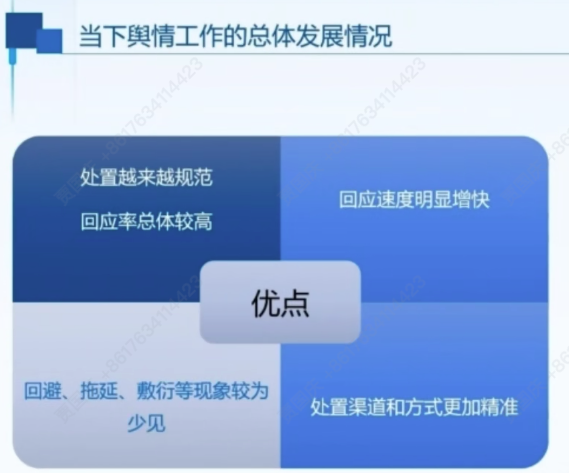 当下舆情工作的总体发展情况
处置越来越规范
回应率总体较高
回应速度明显增快
优点
回避、拖延、敷衍等现象较为
少见
处置渠道和方式更加精准